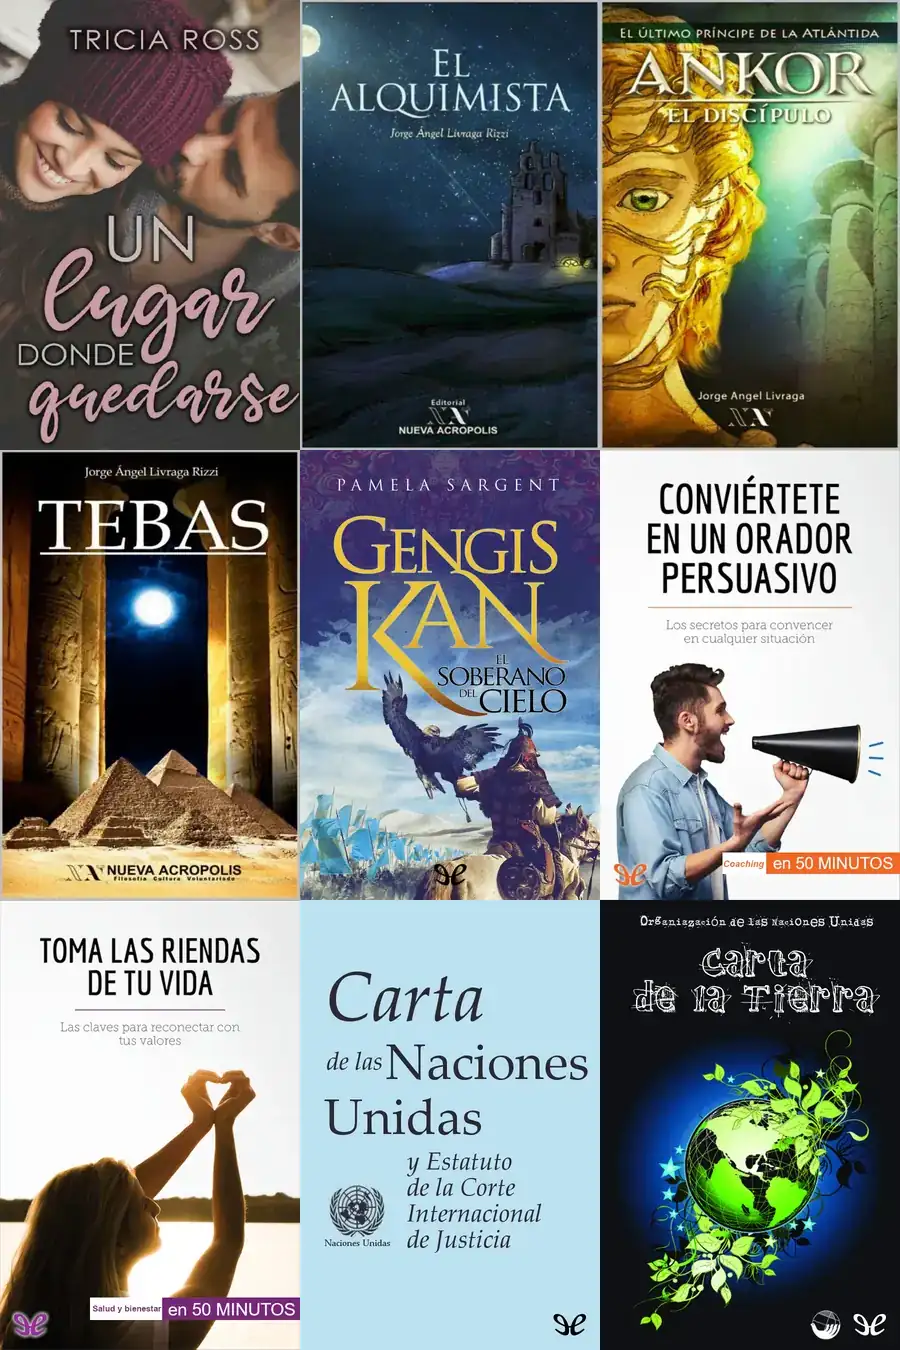 TRICIA ROSS
UN
lugar
DONDE
quedarse
EL
ALQUIMISTA
Jorge Ángel Livraga Rizzi
Editorial
NUEVA ACROPOLIS
EL ÚLTIMO PRÍNCIPE DE LA ATLÁNTIDA
ANKOR
EL DISCÍPULO
Jorge Angel Livraga
Jorge Ángel Livraga Rizzi
TEBAS
NUEVA ACROPOLIS
Filosofía Cultura Voluntariado
PAMELA SARGENT
GENGIS
KAN
EL
SOBERANO
DEL CIELO
CONVIÉRTETE
EN UN ORADOR
PERSUASIVO
Los secretos para convencer
en cualquier situación
Coaching en 50 MINUTOS
TOMA LAS RIENDAS
DE TU VIDA
Las claves para reconectar con
tus valores
Salud y bienestar en 50 MINUTOS
Carta
de las Naciones
Unidas
y Estatuto
de la Corte
Internacional
de Justicia
Naciones Unidas
Organización de las Naciones Unidas
Carta
de la Tierra